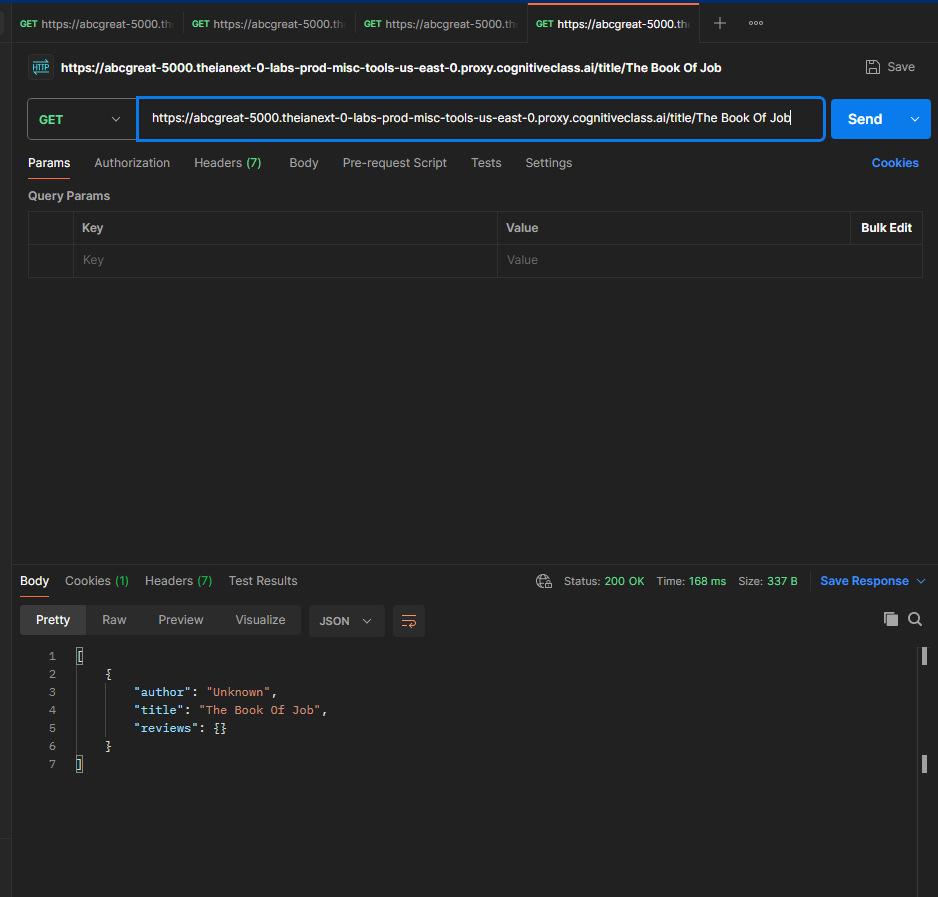 GET https://abcgreat-5000.th GET https://abcgreat-5000.th GET https://abcgreat-5000.th GET https://abcgreat-5000.th
HTTP https://abcgreat-5000.theianext-0-labs-prod-misc-tools-us-east-0.proxy.cognitiveclass.ai/title/The Book Of Job Save
GET https://abcgreat-5000.theianext-0-labs-prod-misc-tools-us-east-0.proxy.cognitiveclass.ai/title/The Book Of Job Send
Params Authorization Headers (7) Body Pre-request Script Tests Settings Cookies
Query Params
Key Value Bulk Edit
Key Value
Body Cookies (1) Headers (7) Test Results Status: 200 OK Time: 168 ms Size: 337 B Save Response
Pretty Raw Preview Visualize JSON
1 [
2 {
3 "author": "Unknown",
4 "title": "The Book Of Job",
5 "reviews": {}
6 }
7 ]